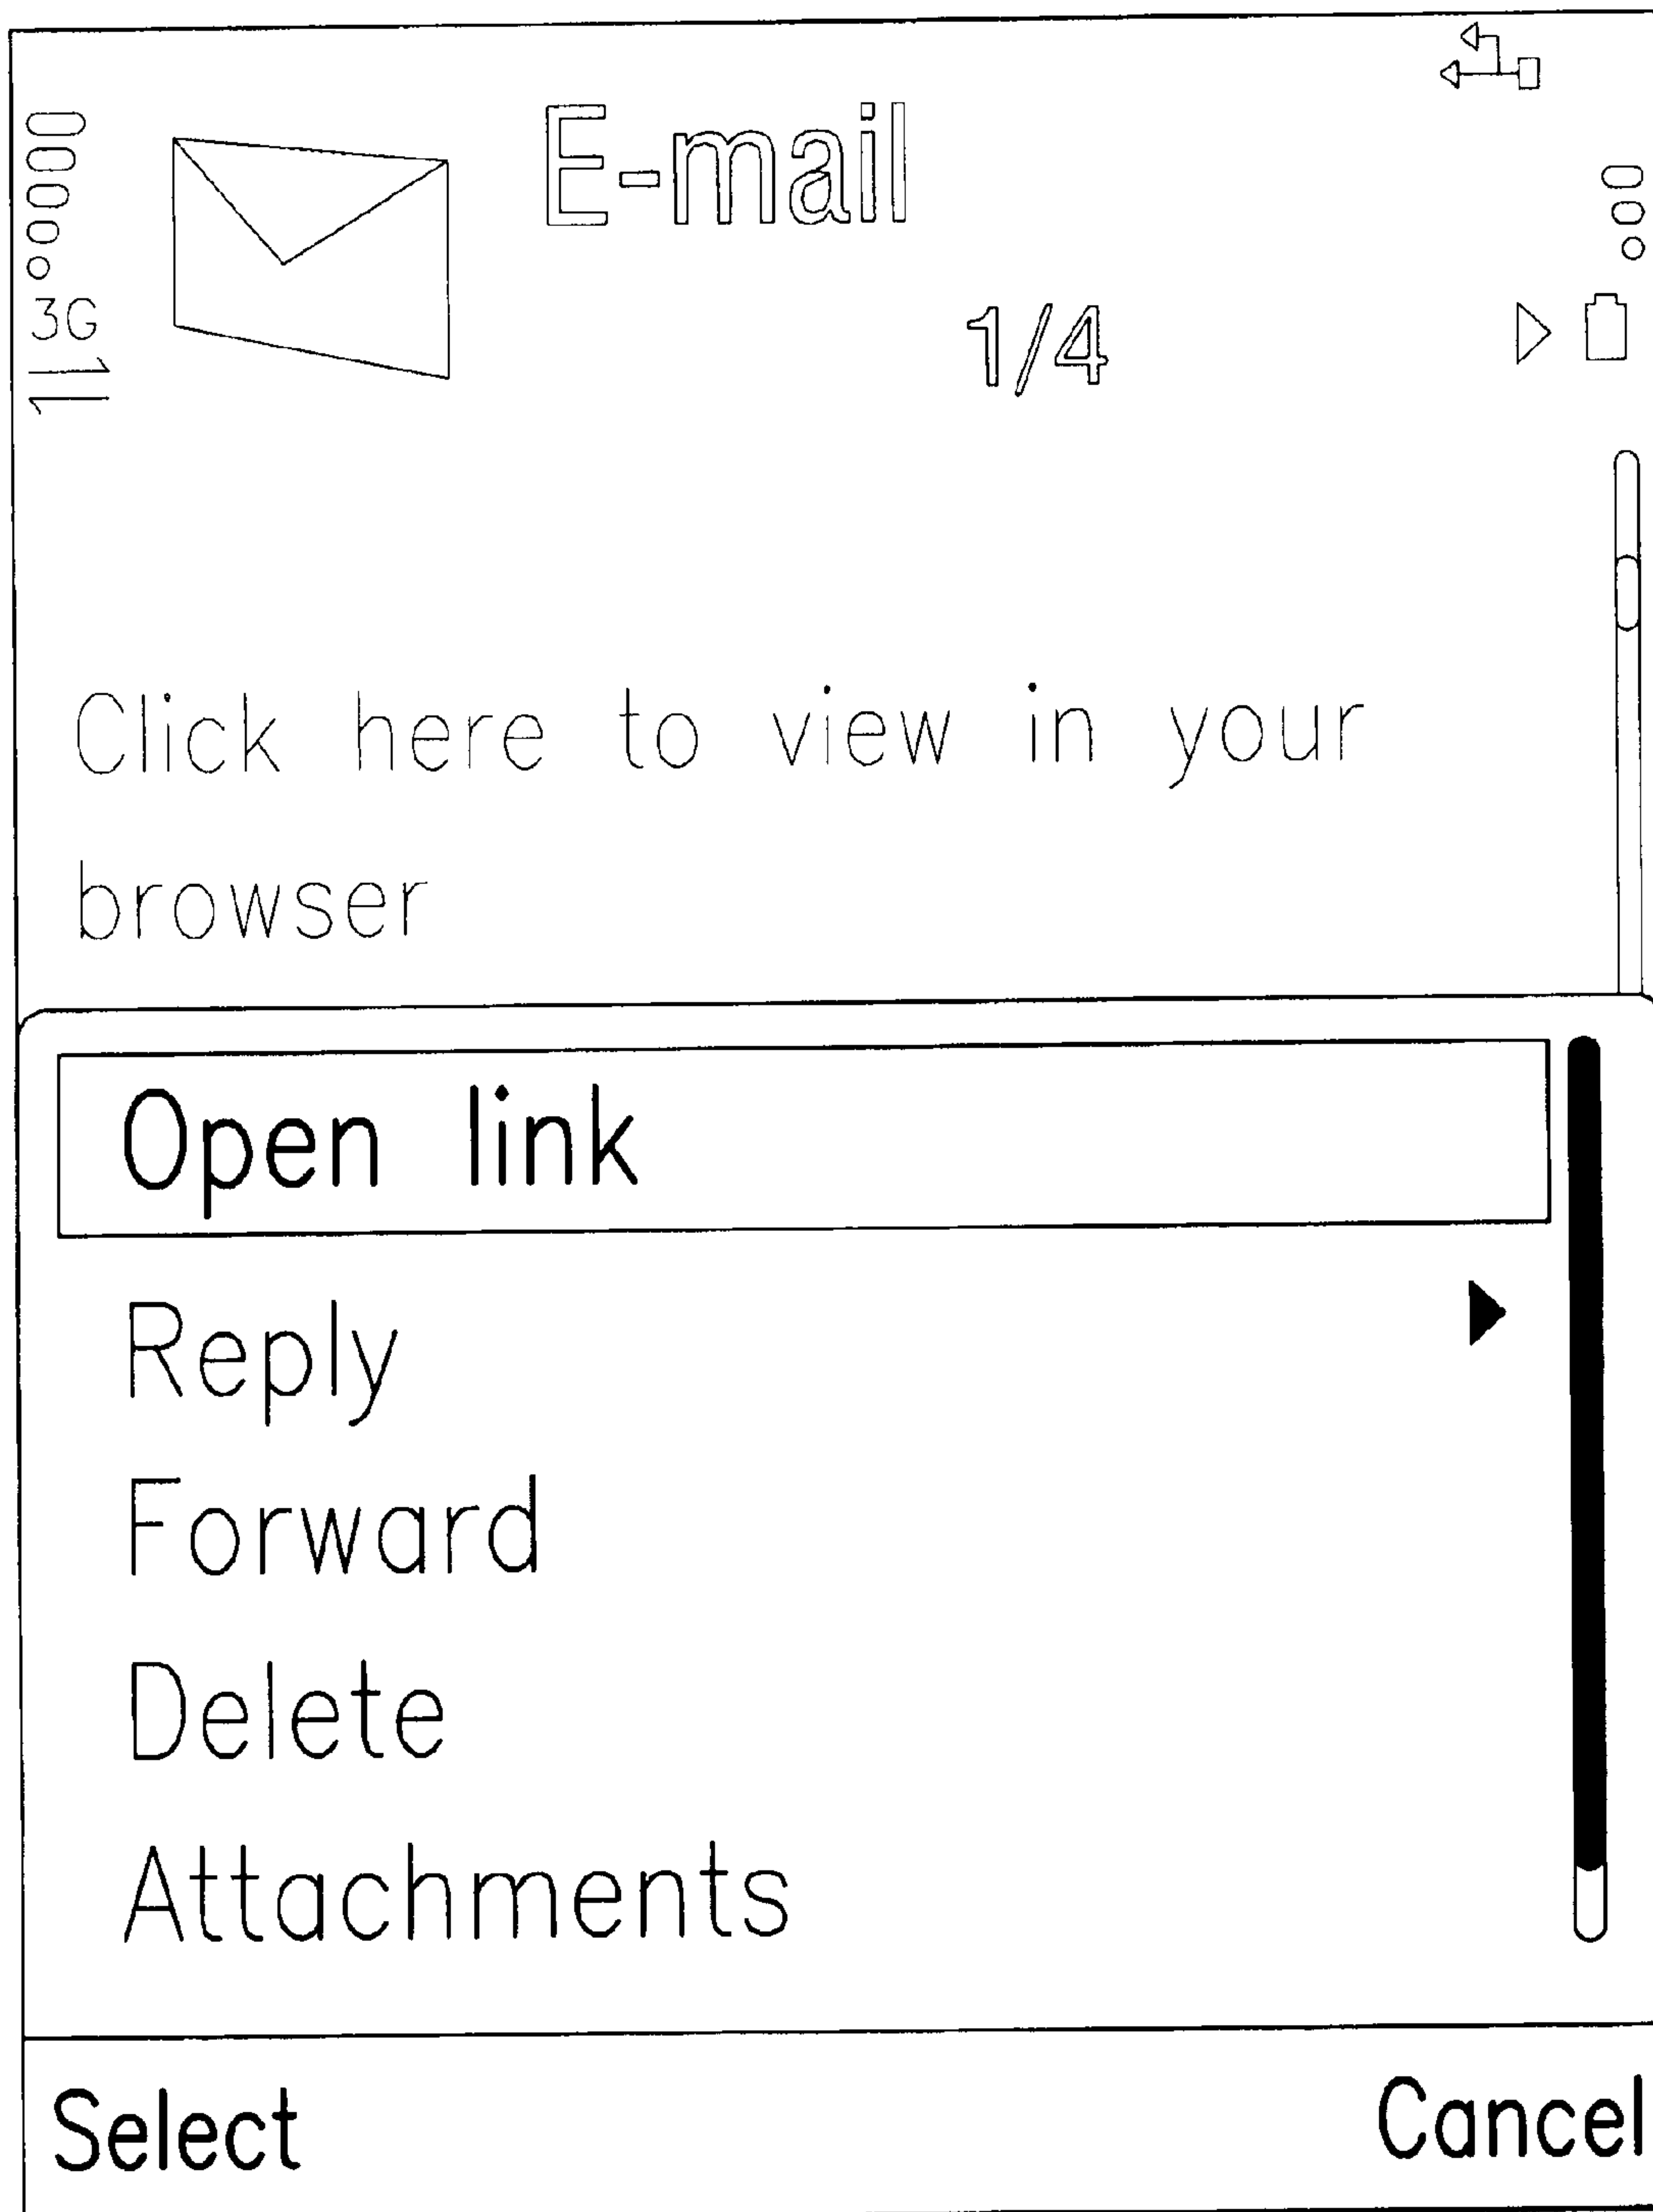 E-mail
3G
1/4
Click here to view in your
browser
Open link
Reply
Forward
Delete
Attachments
Select
Cancel